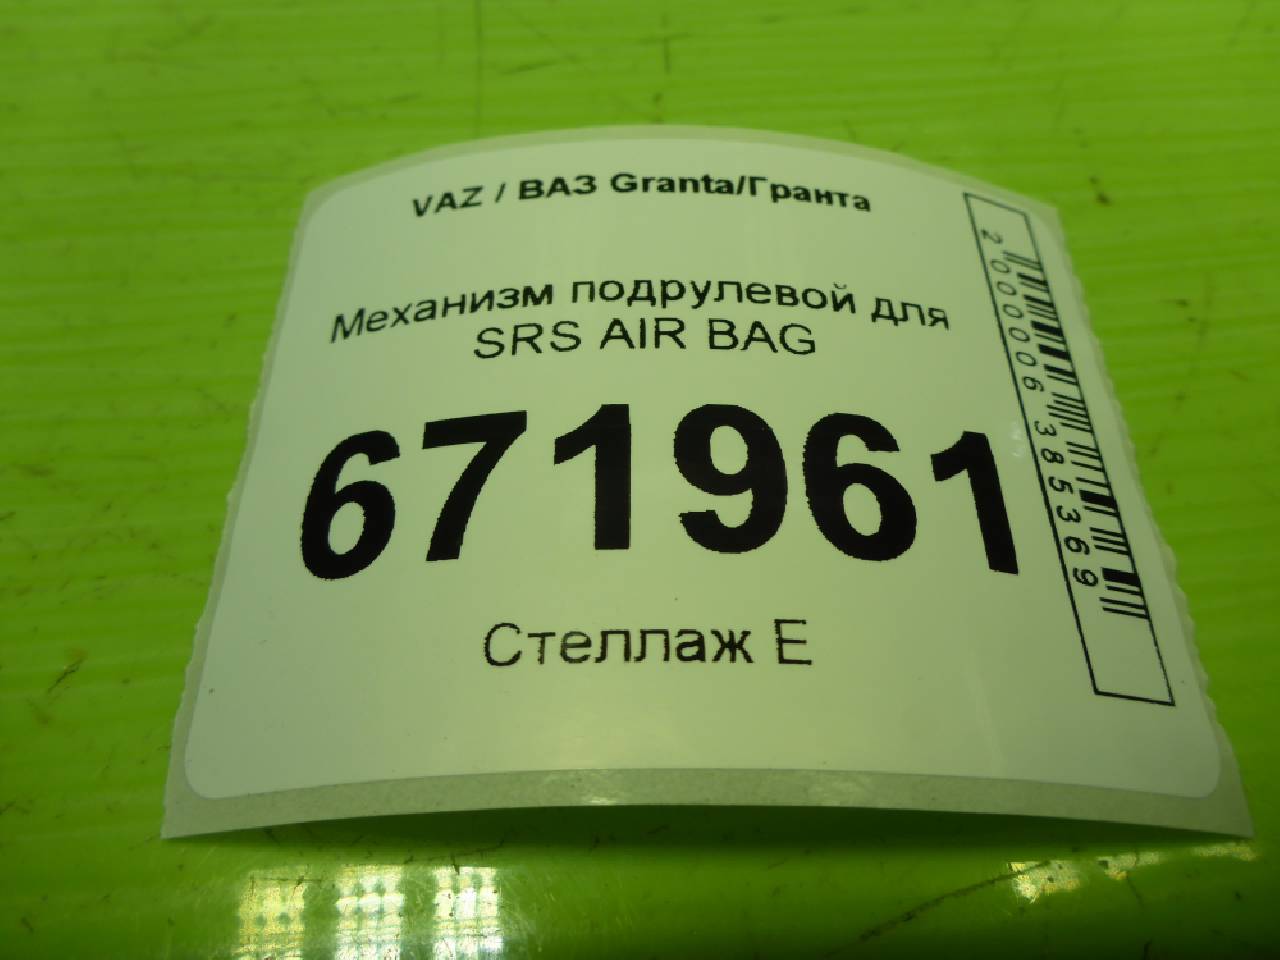 VAZ / ВАЗ Granta/Гранта
Механизм подрулевой для
SRS AIR BAG
671961
Стеллаж Е
2000006385369